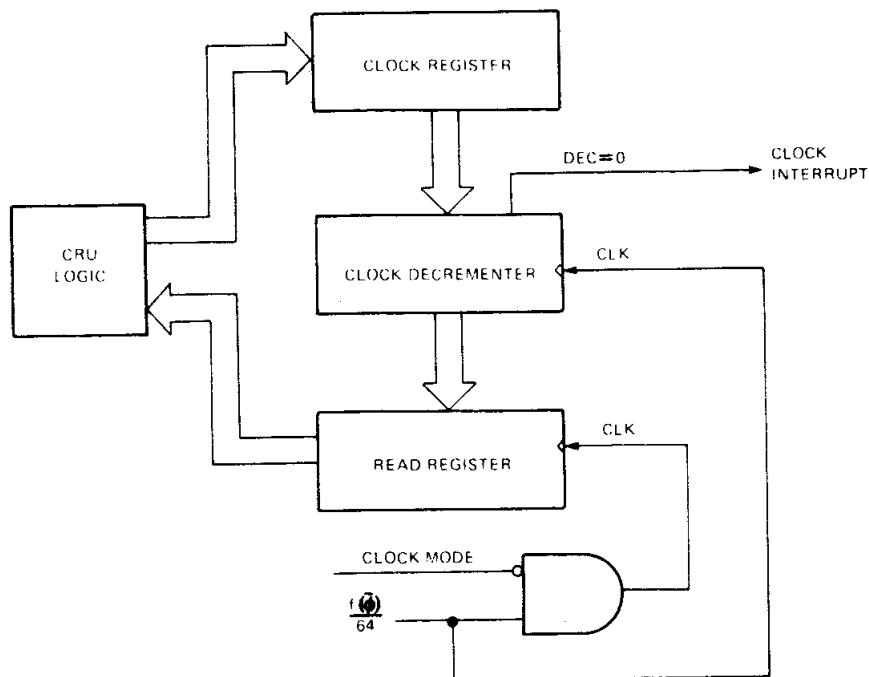 CLOCK REGISTER
DEC=0
CLOCK
INTERRUPT
CRU
LOGIC
CLOCK DECREMENTER
CLK
READ REGISTER
CLK
CLOCK MODE
f(φ̄)
64